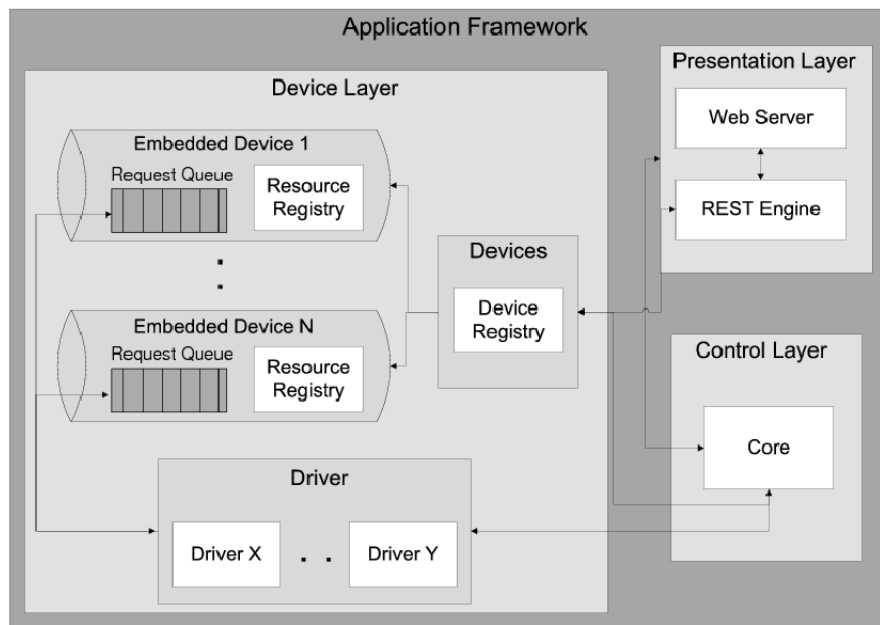 Application Framework
Device Layer
Embedded Device 1
Request Queue
Resource
Registry
Embedded Device N
Request Queue
Resource
Registry
Devices
Device
Registry
Driver
Driver X
Driver Y
Presentation Layer
Web Server
REST Engine
Control Layer
Core